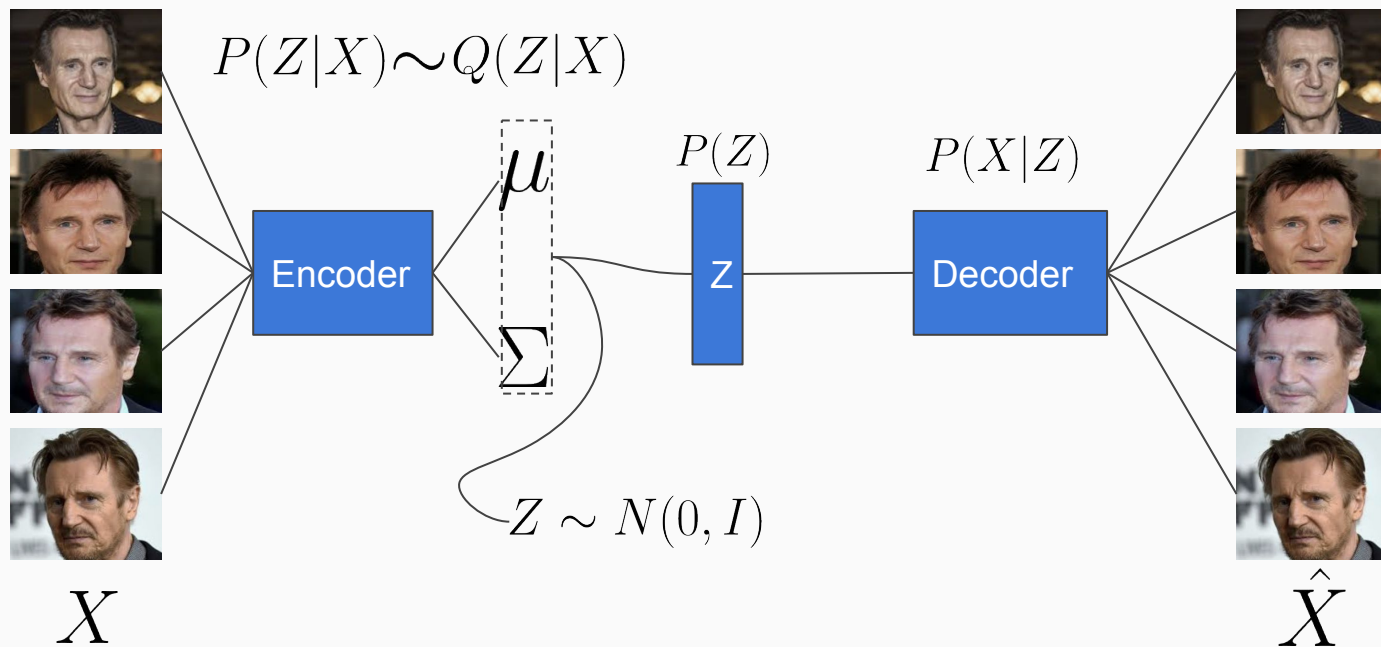 P(Z|X)∼Q(Z|X)
μ
P(Z)
P(X|Z)
Encoder
Z
Decoder
Σ
Z ∼ N(0, I)
X
X̂